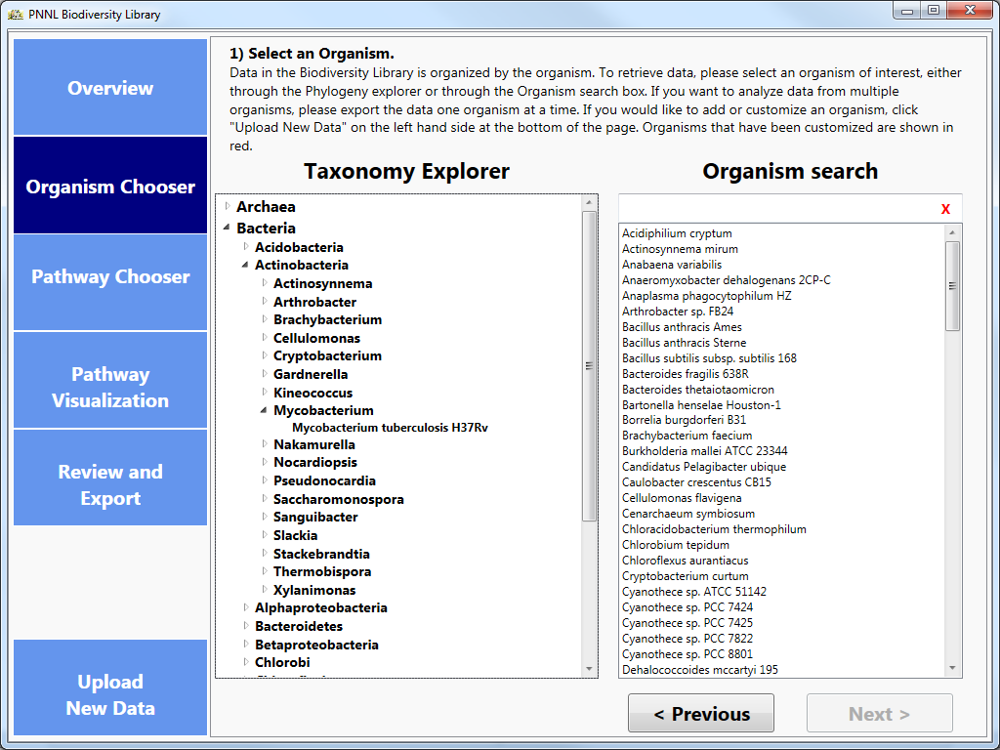 PNNL Biodiversity Library
Overview
Organism Chooser
Pathway Chooser
Pathway
Visualization
Review and
Export
Upload
New Data
1) Select an Organism.
Data in the Biodiversity Library is organized by the organism. To retrieve data, please select an organism of interest, either
through the Phylogeny explorer or through the Organism search box. If you want to analyze data from multiple
organisms, please export the data one organism at a time. If you would like to add or customize an organism, click
"Upload New Data" on the left hand side at the bottom of the page. Organisms that have been customized are shown in
red.
Taxonomy Explorer
Archaea
Bacteria
Acidobacteria
Actinobacteria
Actinosynnema
Arthrobacter
Brachybacterium
Cellulomonas
Cryptobacterium
Gardnerella
Kineococcus
Mycobacterium
Mycobacterium tuberculosis H37Rv
Nakamurella
Nocardiopsis
Pseudonocardia
Saccharomonospora
Sanguibacter
Slackia
Stackebrandtia
Thermobispora
Xylanimonas
Alphaproteobacteria
Bacteroidetes
Betaproteobacteria
Chlorobi
Organism search
X
Acidiphilium cryptum
Actinosynnema mirum
Anabaena variabilis
Anaeromyxobacter dehalogenans 2CP-C
Anaplasma phagocytophilum HZ
Arthrobacter sp. FB24
Bacillus anthracis Ames
Bacillus anthracis Sterne
Bacillus subtilis subsp. subtilis 168
Bacteroides fragilis 638R
Bacteroides thetaiotaomicron
Bartonella henselae Houston-1
Borrelia burgdorferi B31
Brachybacterium faecium
Burkholderia mallei ATCC 23344
Candidatus Pelagibacter ubique
Caulobacter crescentus CB15
Cellulomonas flavigena
Cenarchaeum symbiosum
Chloracidobacterium thermophilum
Chlorobium tepidum
Chloroflexus aurantiacus
Cryptobacterium curtum
Cyanothece sp. ATCC 51142
Cyanothece sp. PCC 7424
Cyanothece sp. PCC 7425
Cyanothece sp. PCC 7822
Cyanothece sp. PCC 8801
Dehalococcoides mccartyi 195
< Previous
Next >